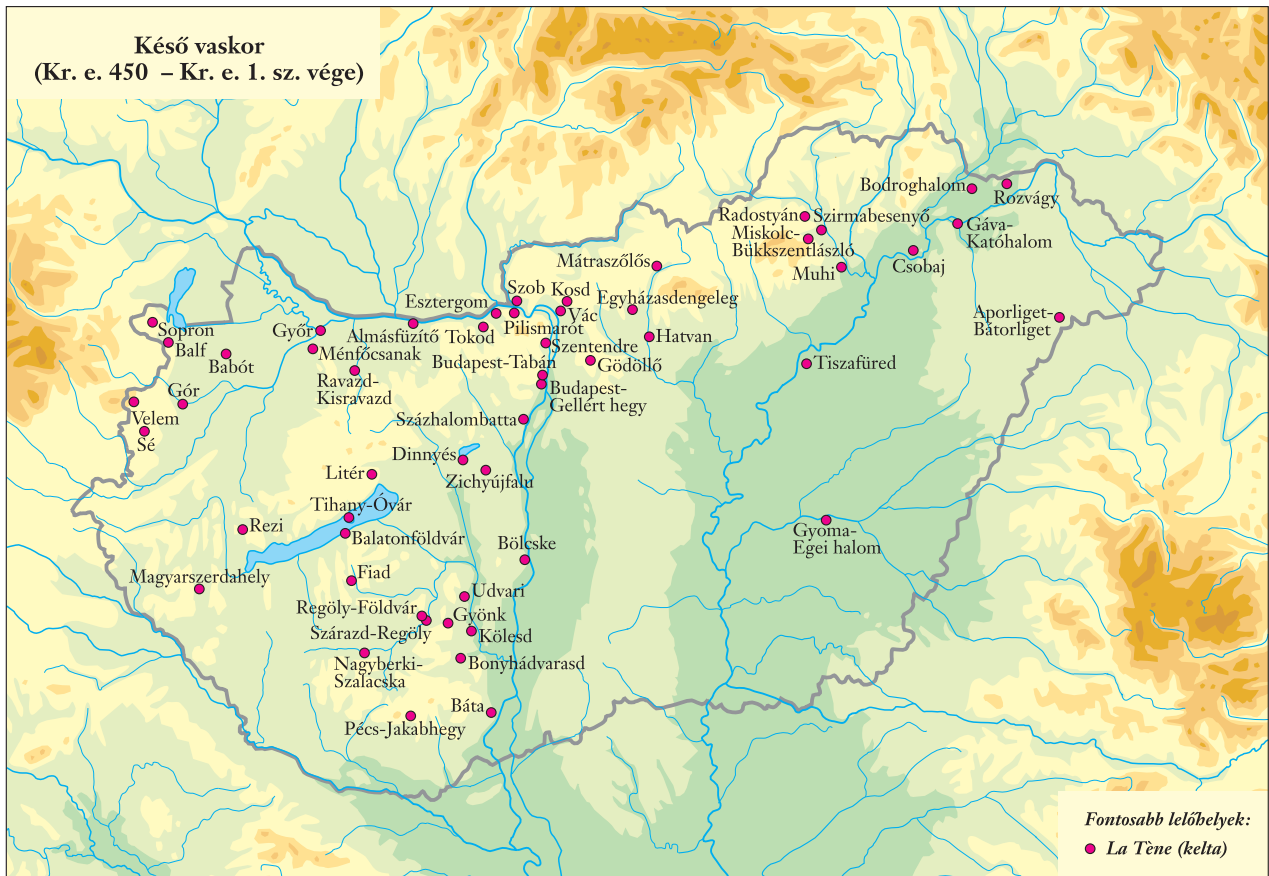 Késő vaskor
(Kr. e. 450 – Kr. e. 1. sz. vége)
Bodroghalom
Rozvágy
Radostyán
Szirmabesenyő
Gáva-
Katóhalom
Miskolc-
Bükkszentlászló
Csobaj
Muhi
Mátraszőlős
Szob
Kosd
Esztergom
Egyházasdengeleg
Vác
Pilismarót
Aporliget-
Bátorliget
Sopron
Győr
Almásfüzítő
Tokod
Hatvan
Szentendre
Balf
Ménfőcsanak
Babót
Budapest-Tabán
Gödöllő
Tiszafüred
Ravazd-
Kisravazd
Gór
Budapest-
Gellért hegy
Velem
Százhalombatta
Sé
Dinnyés
Litér
Zichyújfalu
Tihany-Óvár
Rezi
Balatonföldvár
Gyoma-
Egei halom
Bölcske
Magyarszerdahely
Fiad
Udvari
Regöly-Földvár
Gyönk
Szárazd-Regöly
Kölesd
Nagyberki-
Szalacska
Bonyhádvarasd
Báta
Pécs-Jakabhegy
Fontosabb lelőhelyek:
La Tène (kelta)